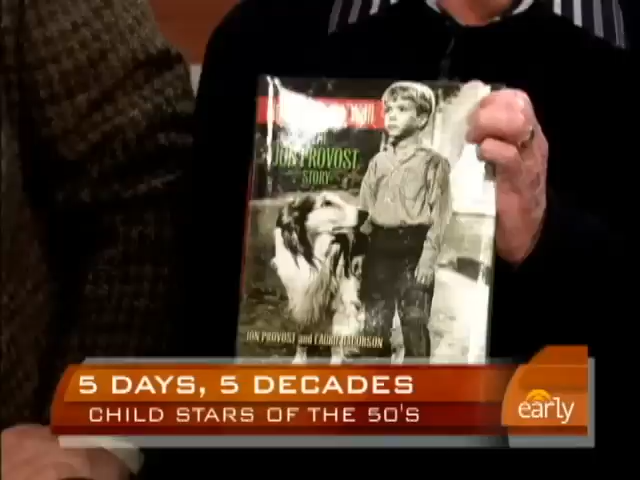 JON PROVOST
STORY
JON PROVOST and LAURIE JACOBSON
5 DAYS, 5 DECADES
CHILD STARS OF THE 50'S
early